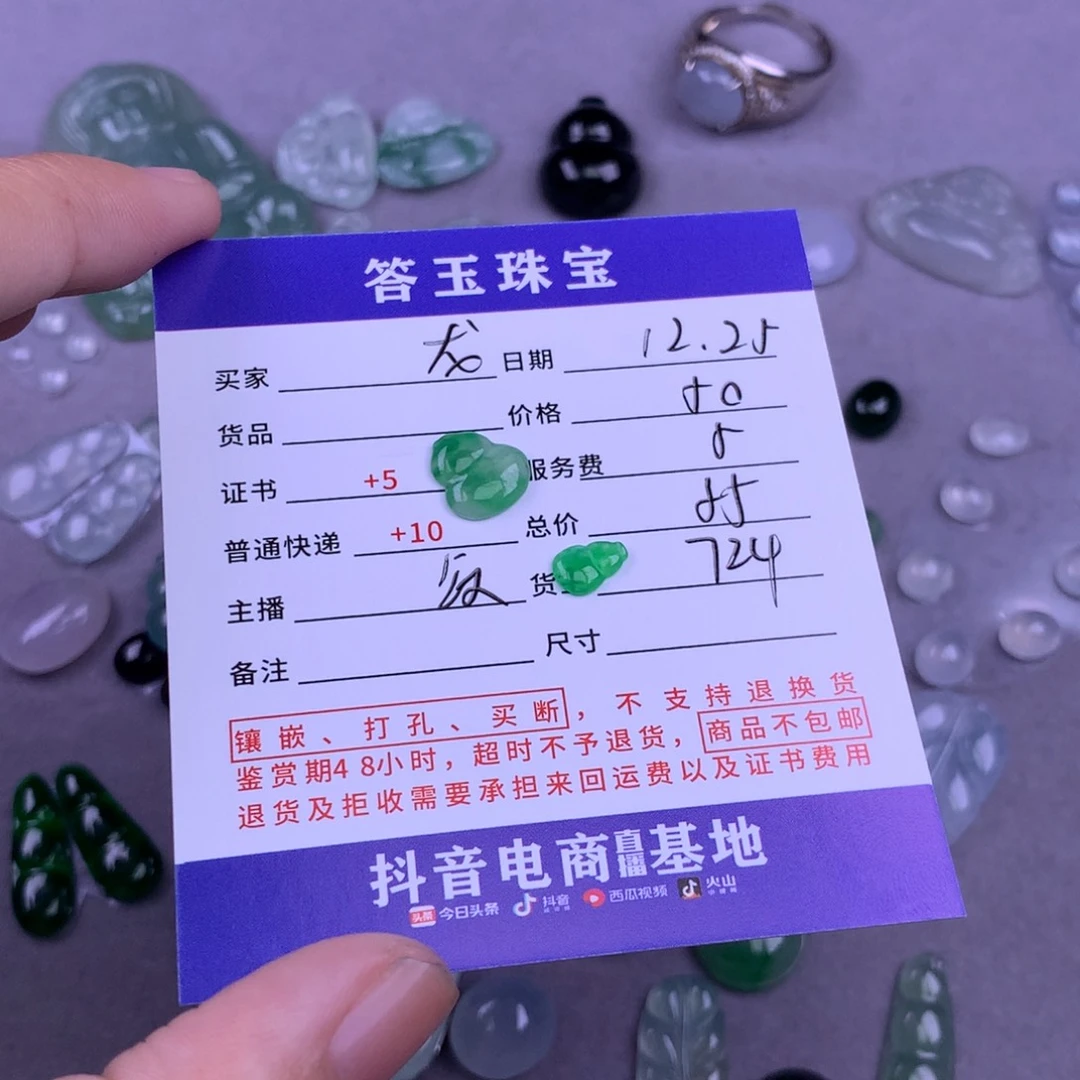 答玉珠宝
买家 龙 日期 12.25
货品 价格 50
证书 +5 服务费 5
普通快递 +10 总价 55
主播 货 724
备注 尺寸
镶嵌、打孔、买断，不支持退换货
鉴赏期48小时，超时不予退货，商品不包邮
退货及拒收需要承担来回运费以及证书费用
抖音电商直播基地
头条 今日头条 抖音 西瓜视频 火山